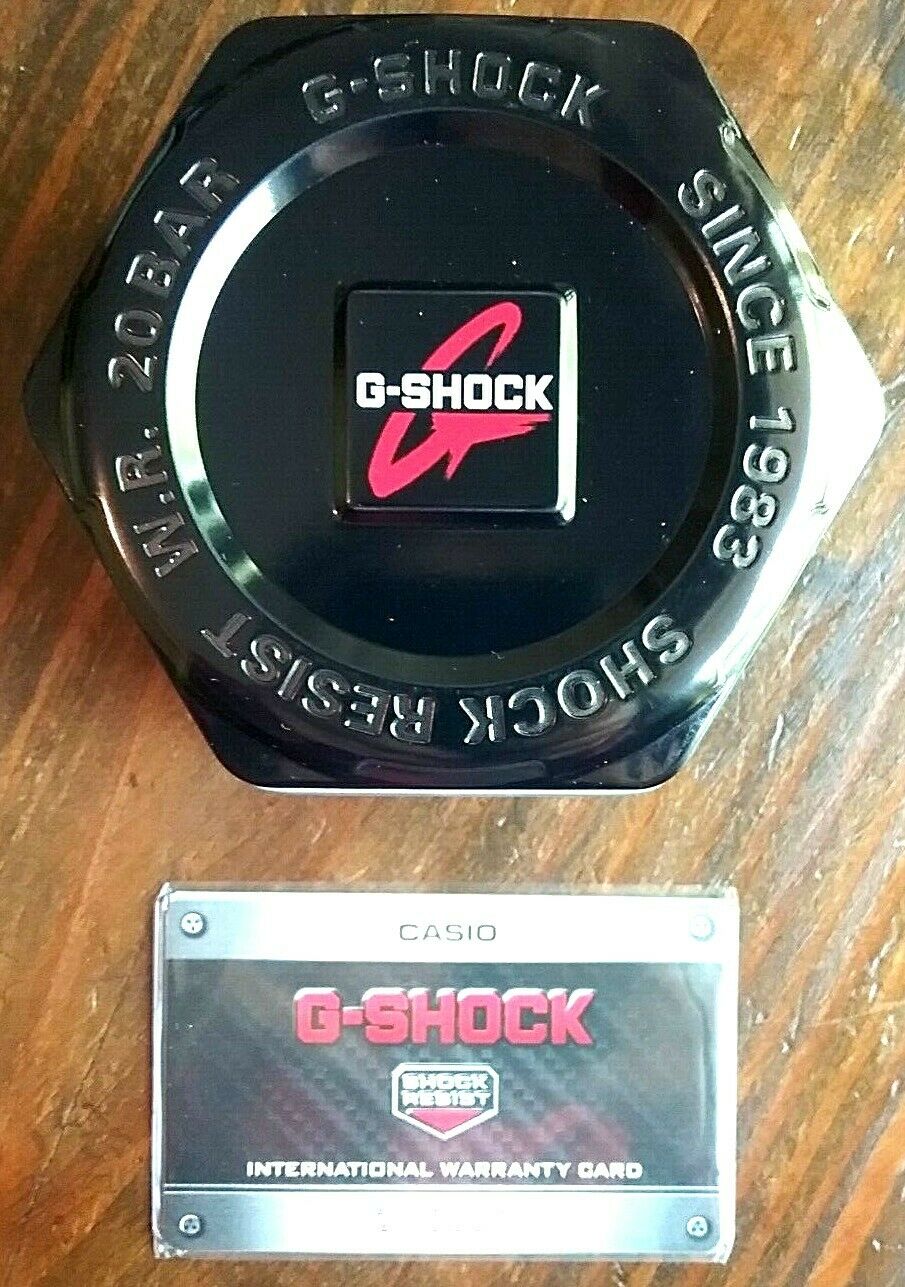 G-SHOCK
SINCE 1983
SHOCK RESIST
W.R. 20BAR
G-SHOCK
CASIO
G-SHOCK
SHOCK
RESIST
INTERNATIONAL WARRANTY CARD